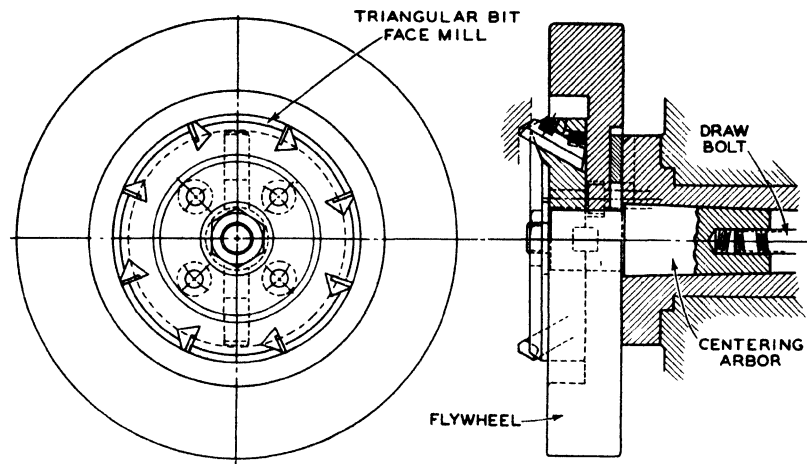 TRIANGULAR BIT
FACE MILL
DRAW
BOLT
CENTERING
ARBOR
FLYWHEEL